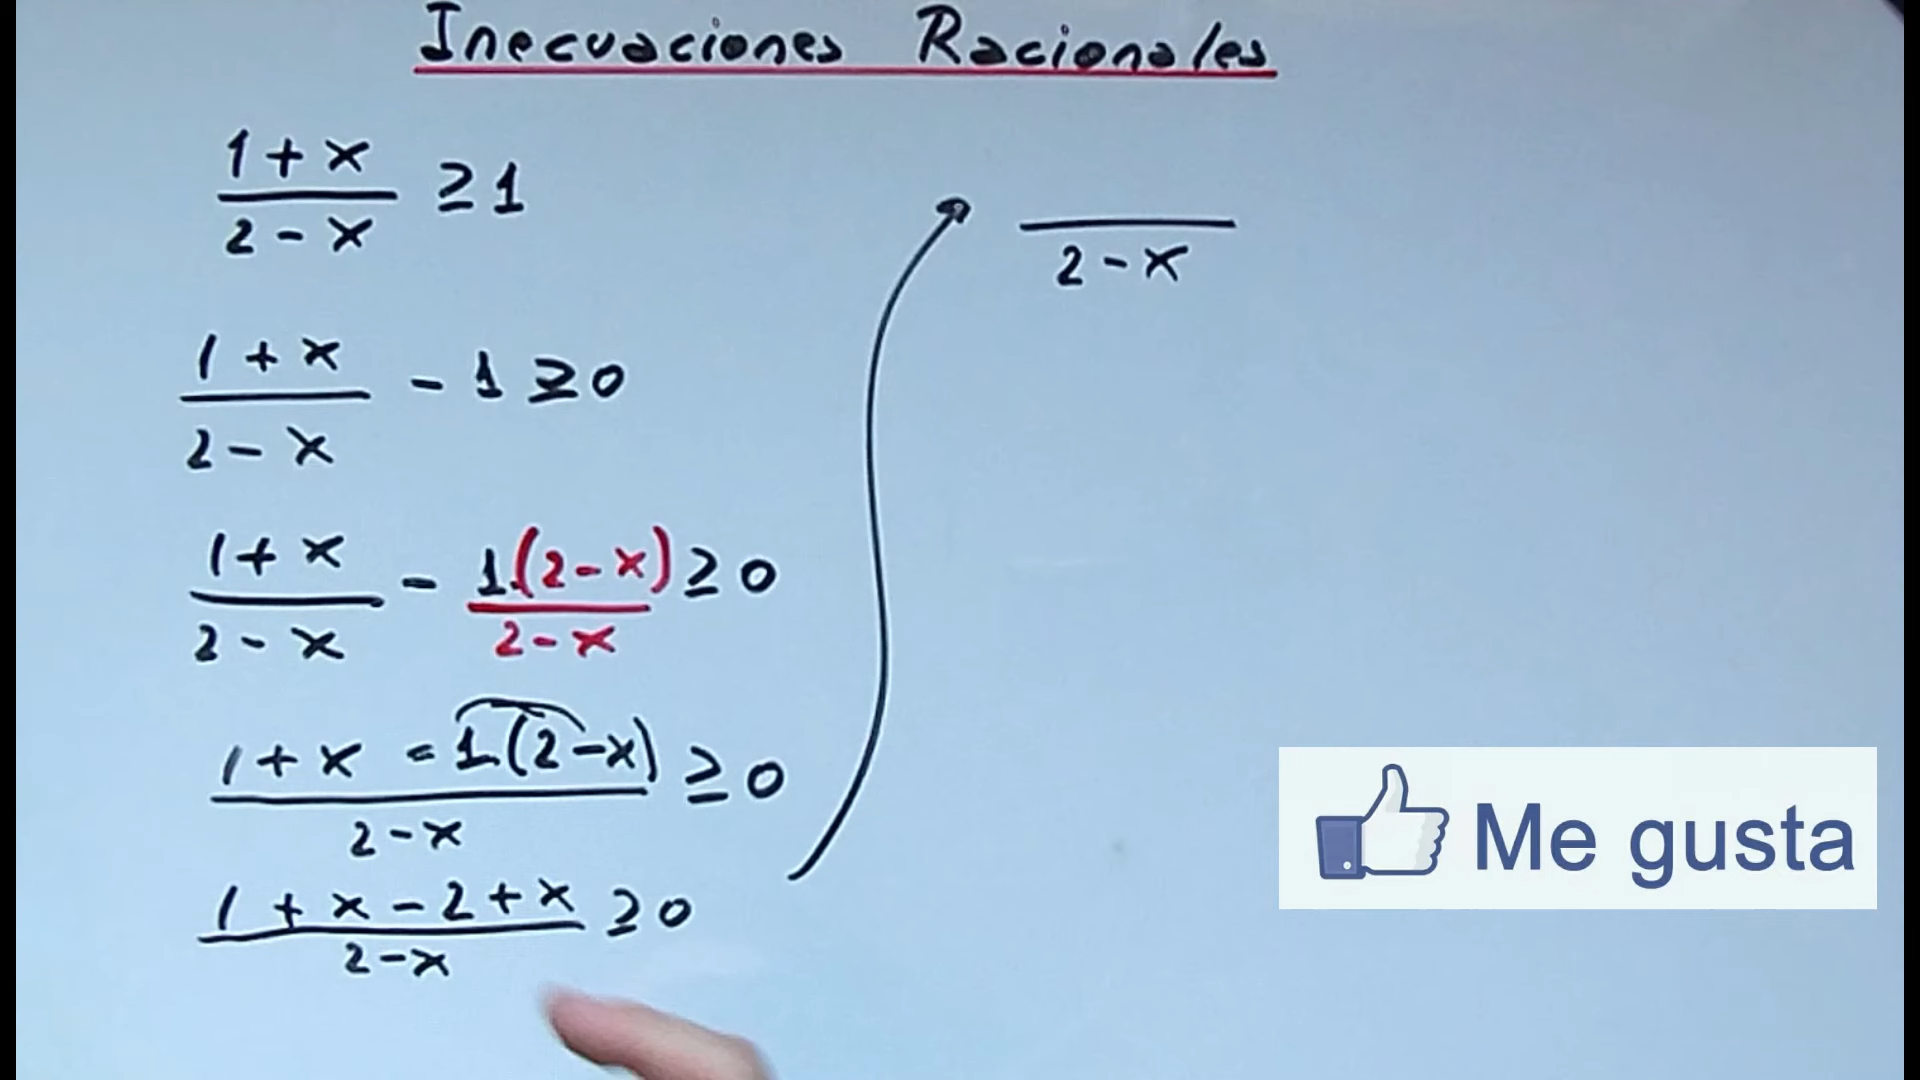 Inecuaciones Racionales
1 + x
2 - x
≥ 1
1 + x
2 - x
- 1 ≥ 0
1 + x
2 - x
- 1.(2 - x) ≥ 0
2 - x
1 + x - 1.(2 - x) ≥ 0
2 - x
1 + x - 2 + x ≥ 0
2 - x
2 - x
Me gusta